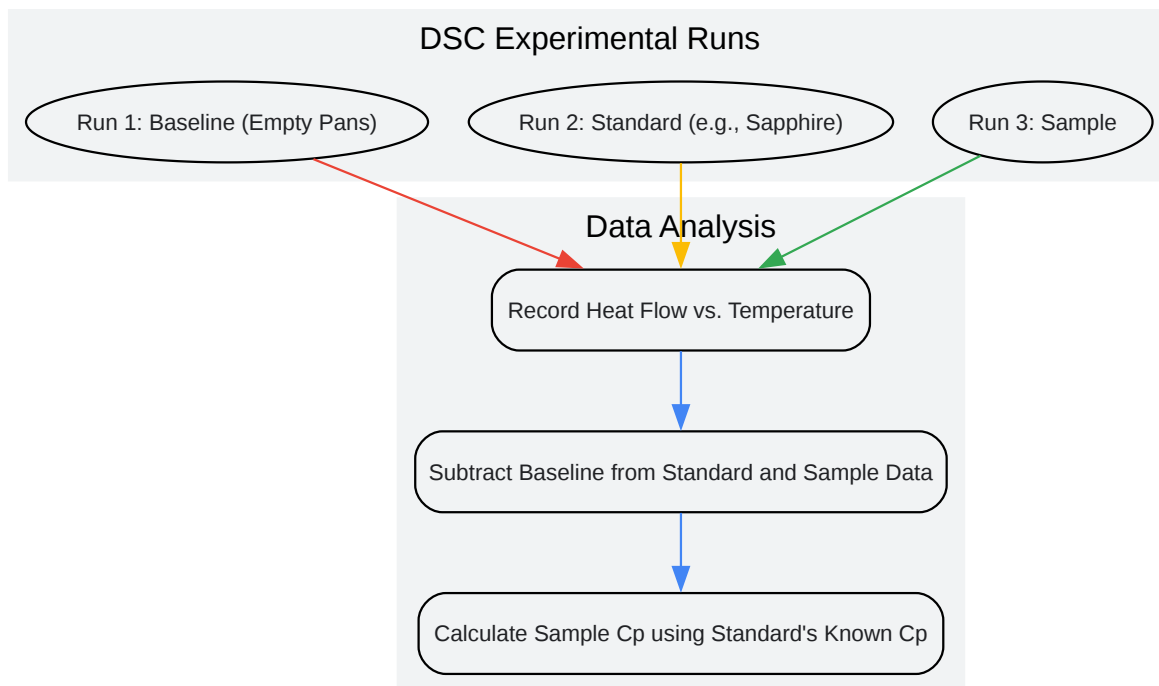 DSC Experimental Runs
Run 1: Baseline (Empty Pans)
Run 2: Standard (e.g., Sapphire)
Run 3: Sample
Data Analysis
Record Heat Flow vs. Temperature
Subtract Baseline from Standard and Sample Data
Calculate Sample Cp using Standard's Known Cp